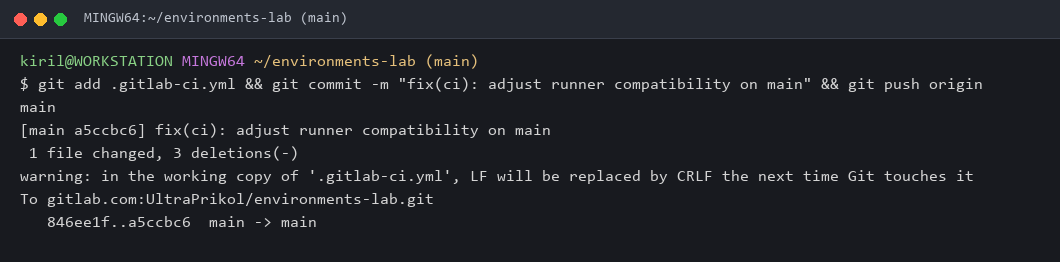 MINGW64:~/environments-lab (main)
kiril@WORKSTATION MINGW64 ~/environments-lab (main)
$ git add .gitlab-ci.yml && git commit -m "fix(ci): adjust runner compatibility on main" && git push origin
main
[main a5ccbc6] fix(ci): adjust runner compatibility on main
 1 file changed, 3 deletions(-)
warning: in the working copy of '.gitlab-ci.yml', LF will be replaced by CRLF the next time Git touches it
To gitlab.com:UltraPrikol/environments-lab.git
   846ee1f..a5ccbc6  main -> main